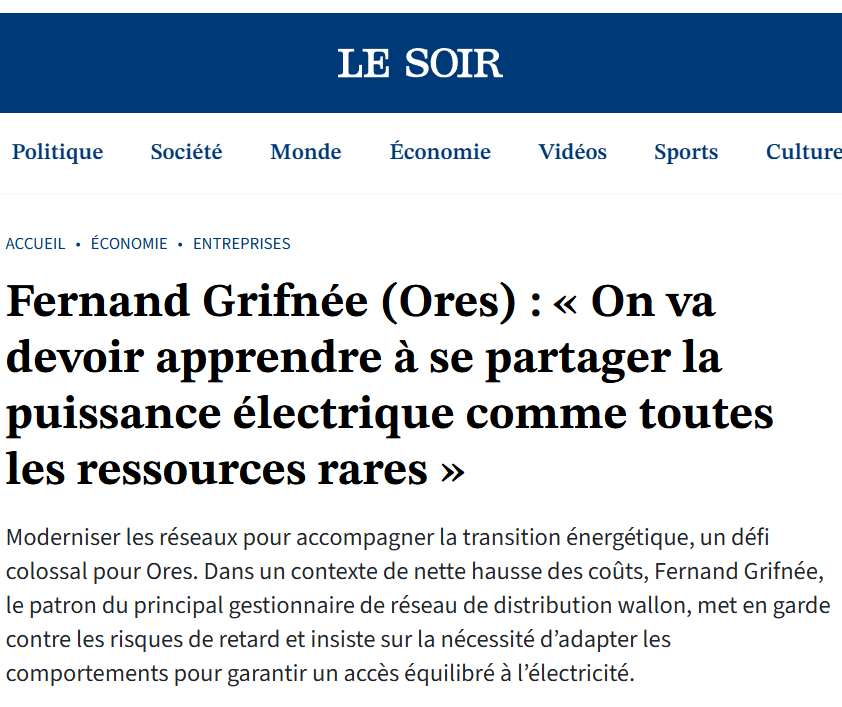 LE SOIR
Politique Société Monde Économie Vidéos Sports Culture
ACCUEIL • ÉCONOMIE • ENTREPRISES
Fernand Grifnée (Ores) : « On va
devoir apprendre à se partager la
puissance électrique comme toutes
les ressources rares »
Moderniser les réseaux pour accompagner la transition énergétique, un défi
colossal pour Ores. Dans un contexte de nette hausse des coûts, Fernand Grifnée,
le patron du principal gestionnaire de réseau de distribution wallon, met en garde
contre les risques de retard et insiste sur la nécessité d’adapter les
comportements pour garantir un accès équilibré à l’électricité.